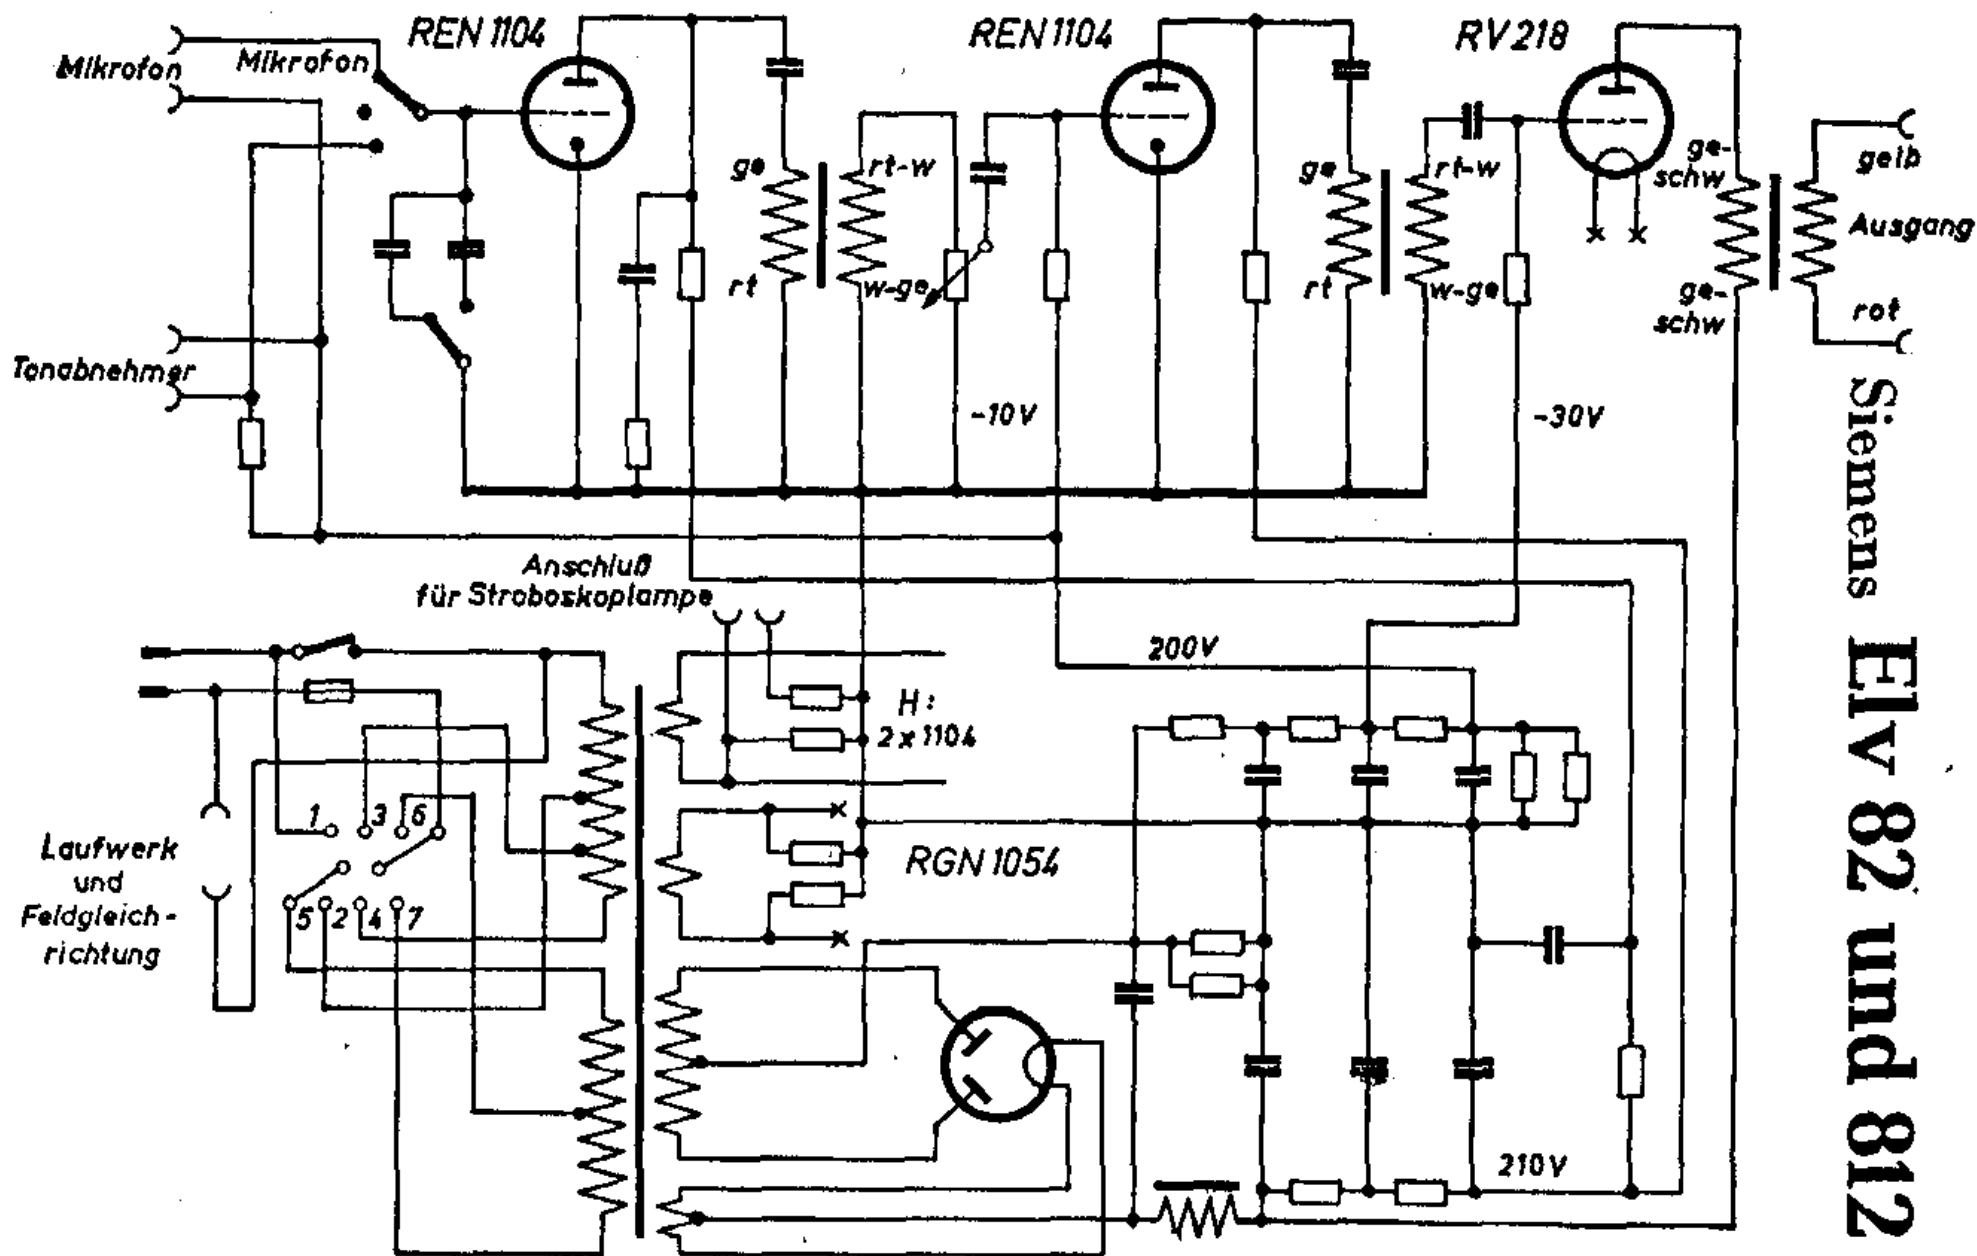 REN 1104
REN 1104
RV 218
Mikrofon
Mikrofon
ge
rt-w
ge
rt-w
ge-
schw
gelb
Ausgang
rt
w-ge
rt
w-ge
ge-
schw
rot
Tonabnehmer
-10V
-30V
Anschluß
für Stroboskoplampe
200V
H:
2 x 1104
1
3
6
Laufwerk
und
Feldgleich-
richtung
5
2
4
7
RGN 1054
210V
Siemens Elv 82 und 812